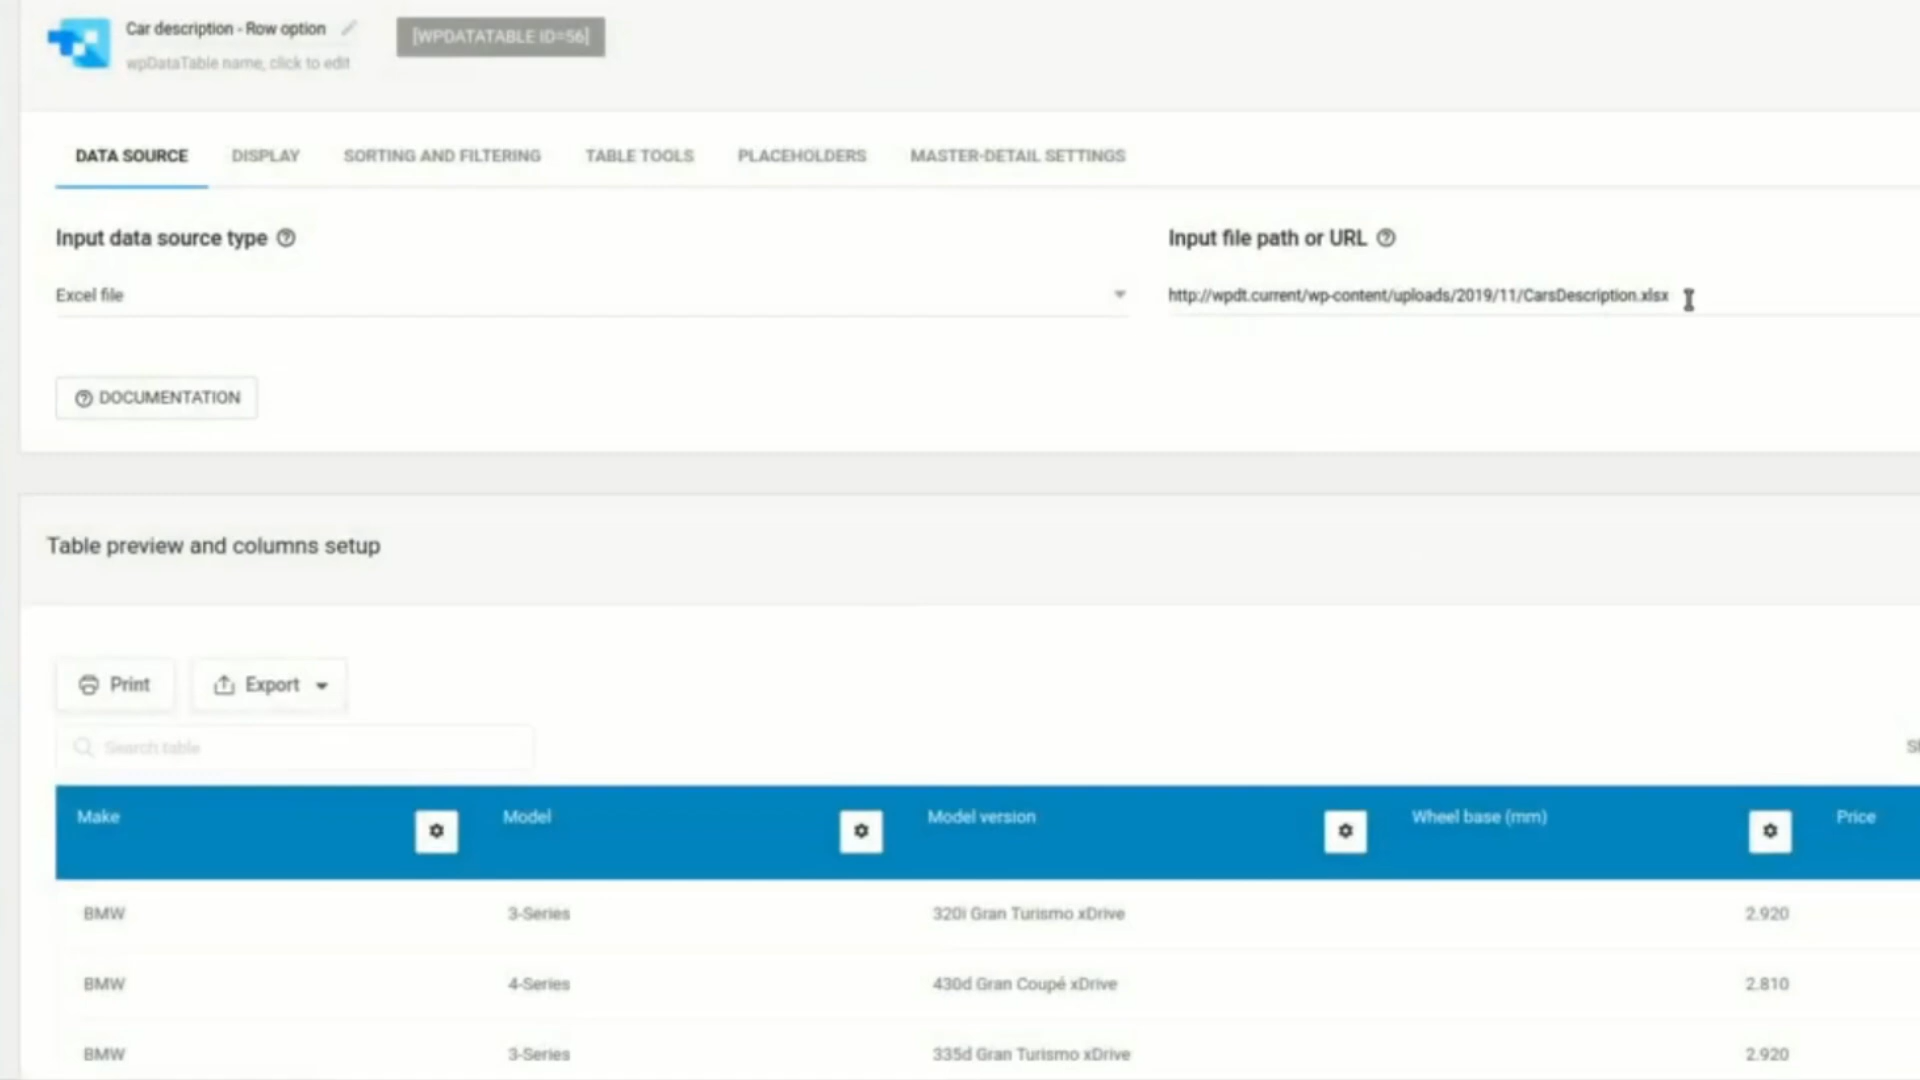 Car description - Row option
[WPDATATABLE ID=56]
wpDataTable name, click to edit
DATA SOURCE DISPLAY SORTING AND FILTERING TABLE TOOLS PLACEHOLDERS MASTER-DETAIL SETTINGS
Input data source type
Input file path or URL
Excel file
http://wpdt.current/wp-content/uploads/2019/11/CarsDescription.xlsx
DOCUMENTATION
Table preview and columns setup
Print Export
Search table
Make Model Model version Wheel base (mm) Price
BMW 3-Series 320i Gran Turismo xDrive 2.920
BMW 4-Series 430d Gran Coupé xDrive 2.810
BMW 3-Series 335d Gran Turismo xDrive 2.920